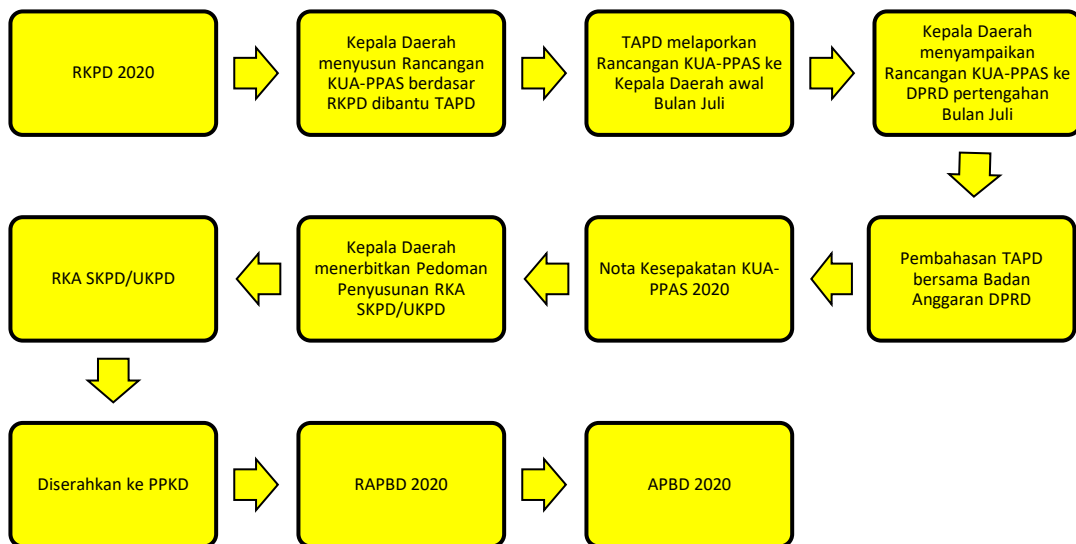 RKPD 2020
Kepala Daerah
menyusun Rancangan
KUA-PPAS berdasar
RKPD dibantu TAPD
TAPD melaporkan
Rancangan KUA-PPAS ke
Kepala Daerah awal
Bulan Juli
Kepala Daerah
menyampaikan
Rancangan KUA-PPAS ke
DPRD pertengahan
Bulan Juli
Pembahasan TAPD
bersama Badan
Anggaran DPRD
Nota Kesepakatan KUA-
PPAS 2020
Kepala Daerah
menerbitkan Pedoman
Penyusunan RKA
SKPD/UKPD
RKA SKPD/UKPD
Diserahkan ke PPKD
RAPBD 2020
APBD 2020